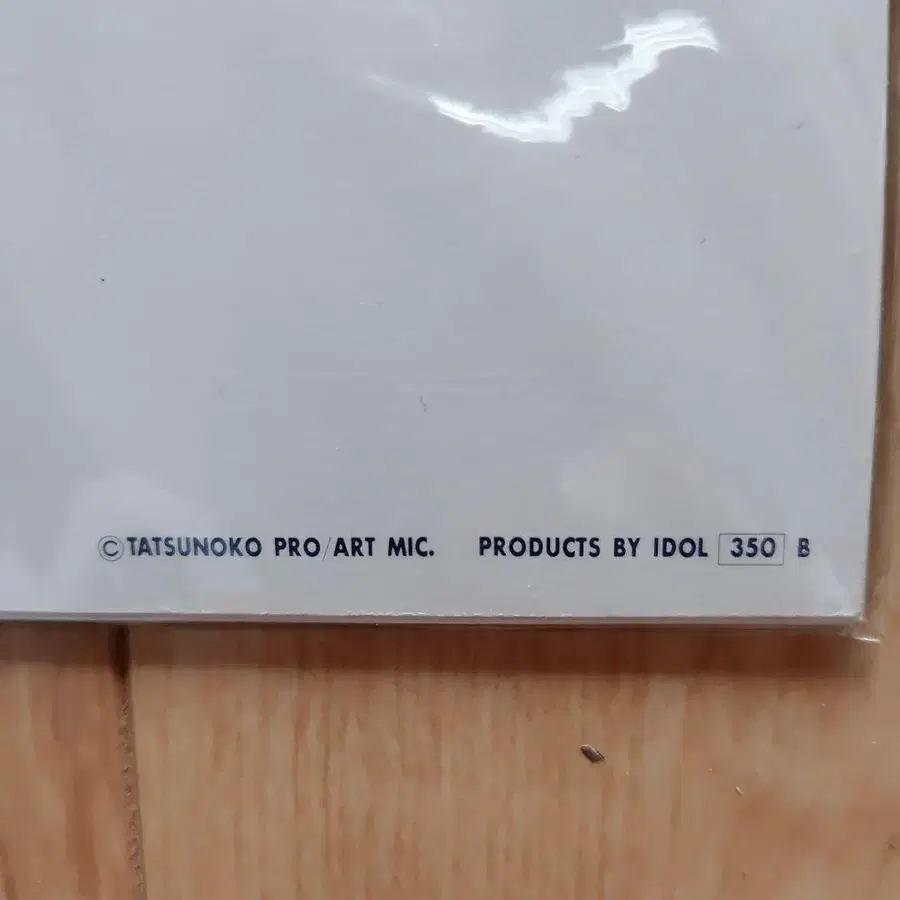 ©TATSUNOKO PRO/ART MIC. PRODUCTS BY IDOL 350 B